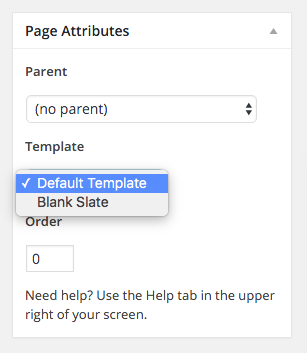 Page Attributes
Parent
(no parent)
Template
✓ Default Template
Blank Slate
Order
0
Need help? Use the Help tab in the upper
right of your screen.